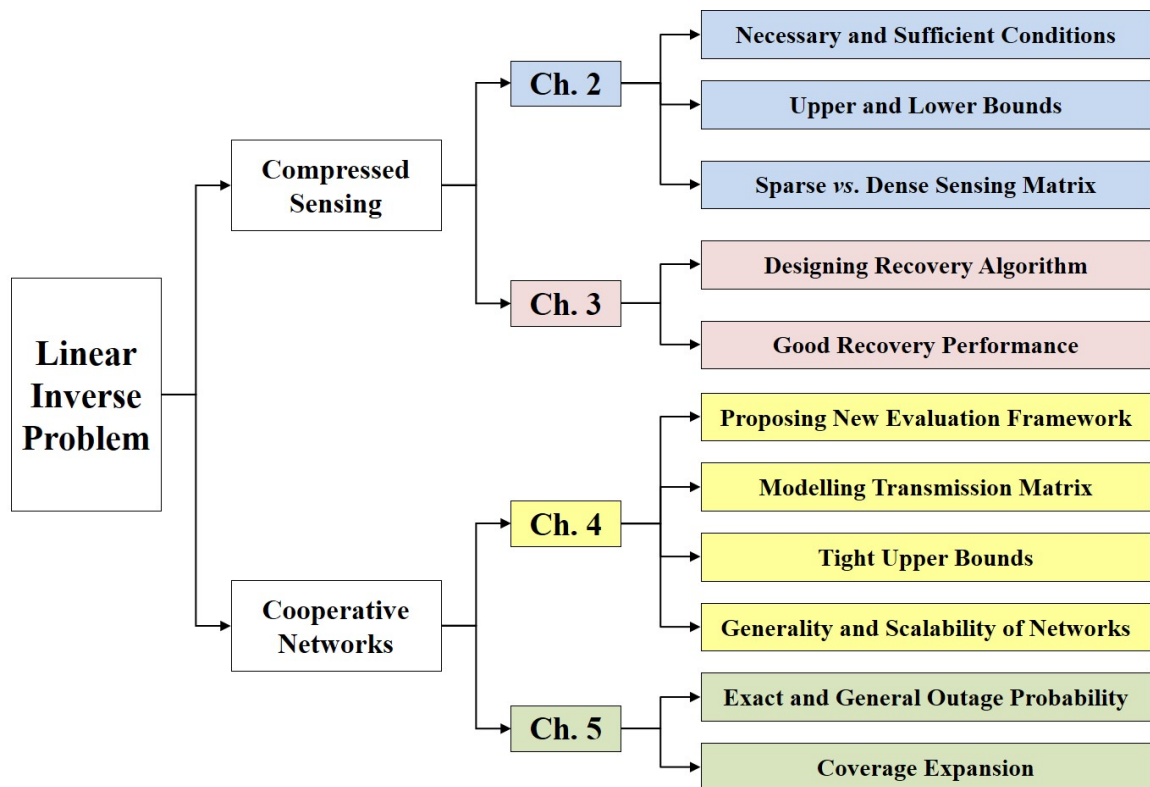 Linear
Inverse
Problem
Compressed
Sensing
Ch. 2
Necessary and Sufficient Conditions
Upper and Lower Bounds
Sparse vs. Dense Sensing Matrix
Ch. 3
Designing Recovery Algorithm
Good Recovery Performance
Cooperative
Networks
Ch. 4
Proposing New Evaluation Framework
Modelling Transmission Matrix
Tight Upper Bounds
Generality and Scalability of Networks
Ch. 5
Exact and General Outage Probability
Coverage Expansion